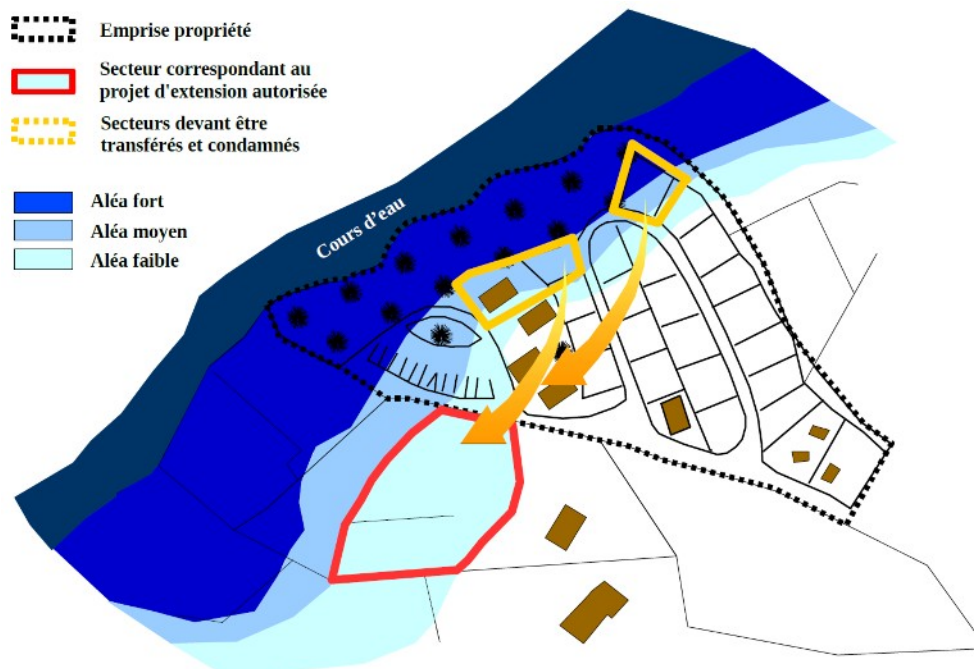 Emprise propriété
Secteur correspondant au
projet d'extension autorisée
Secteurs devant être
transférés et condamnés
Aléa fort
Aléa moyen
Aléa faible
Cours d’eau